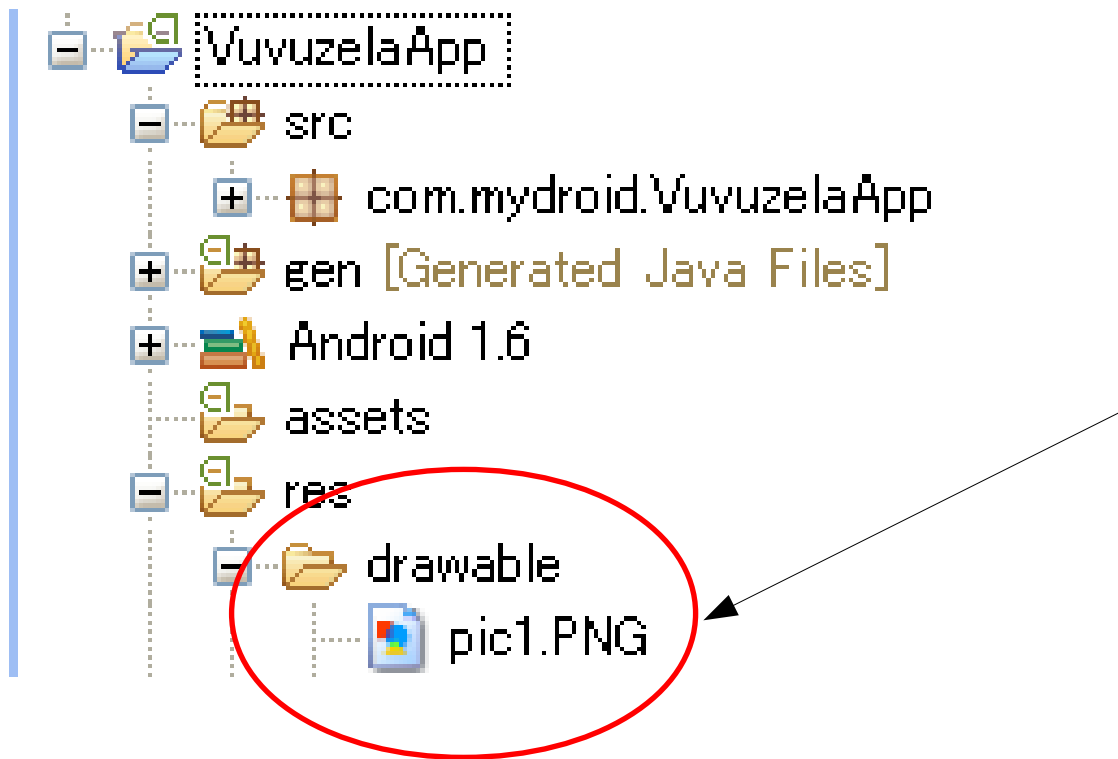 VuvuzelaApp
src
com.mydroid.VuvuzelaApp
gen [Generated Java Files]
Android 1.6
assets
res
drawable
pic1.PNG